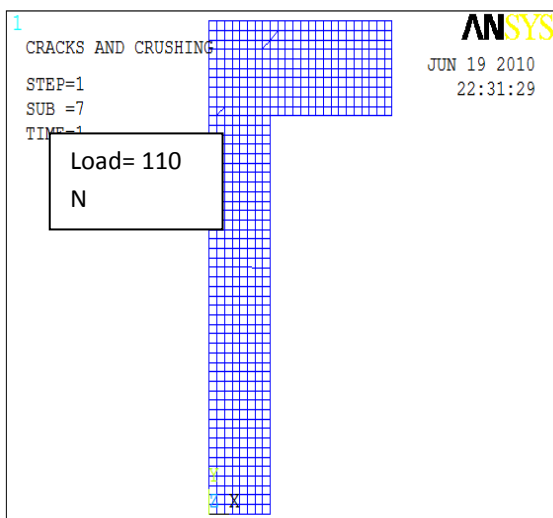 1
ANSYS
CRACKS AND CRUSHING
JUN 19 2010
22:31:29
STEP=1
SUB =7
TIME=1
Load= 110
N
Y
Z X